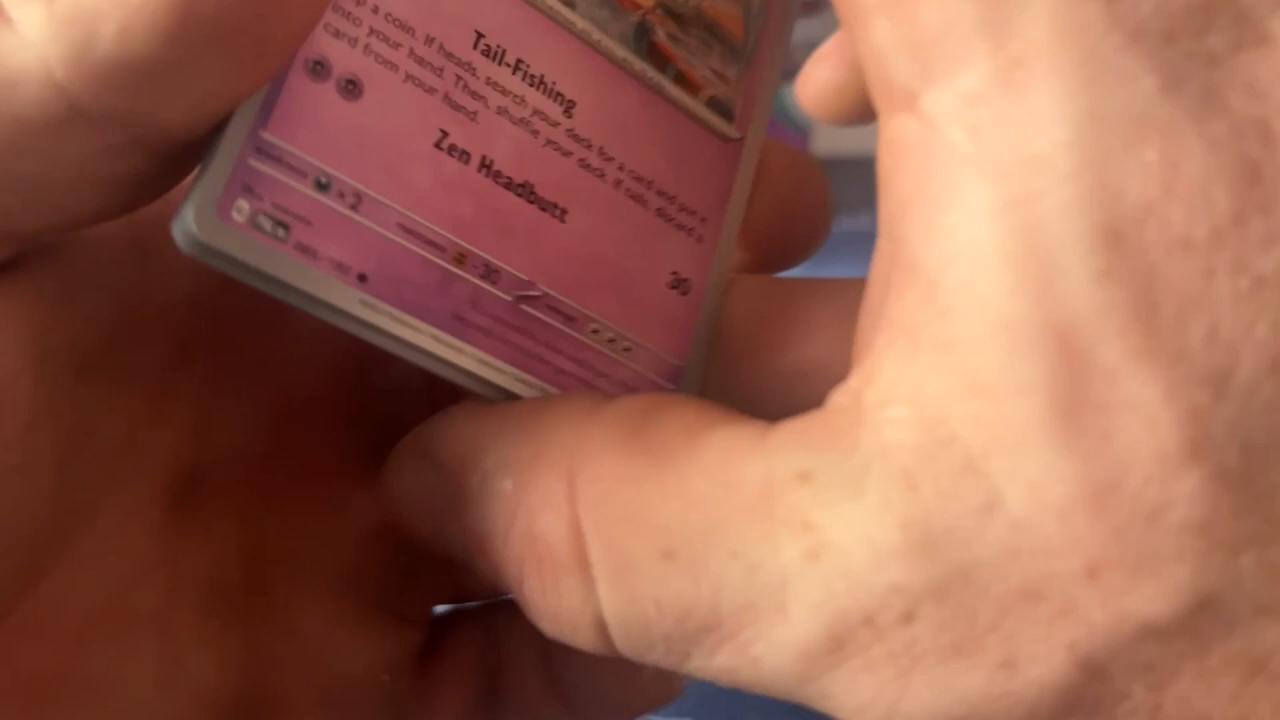 Tail-Fishing
p a coin. If heads, search your deck for a card and put it
into your hand. Then, shuffle your deck. If tails, discard a
card from your hand.
Zen Headbutt
30
×2
-30